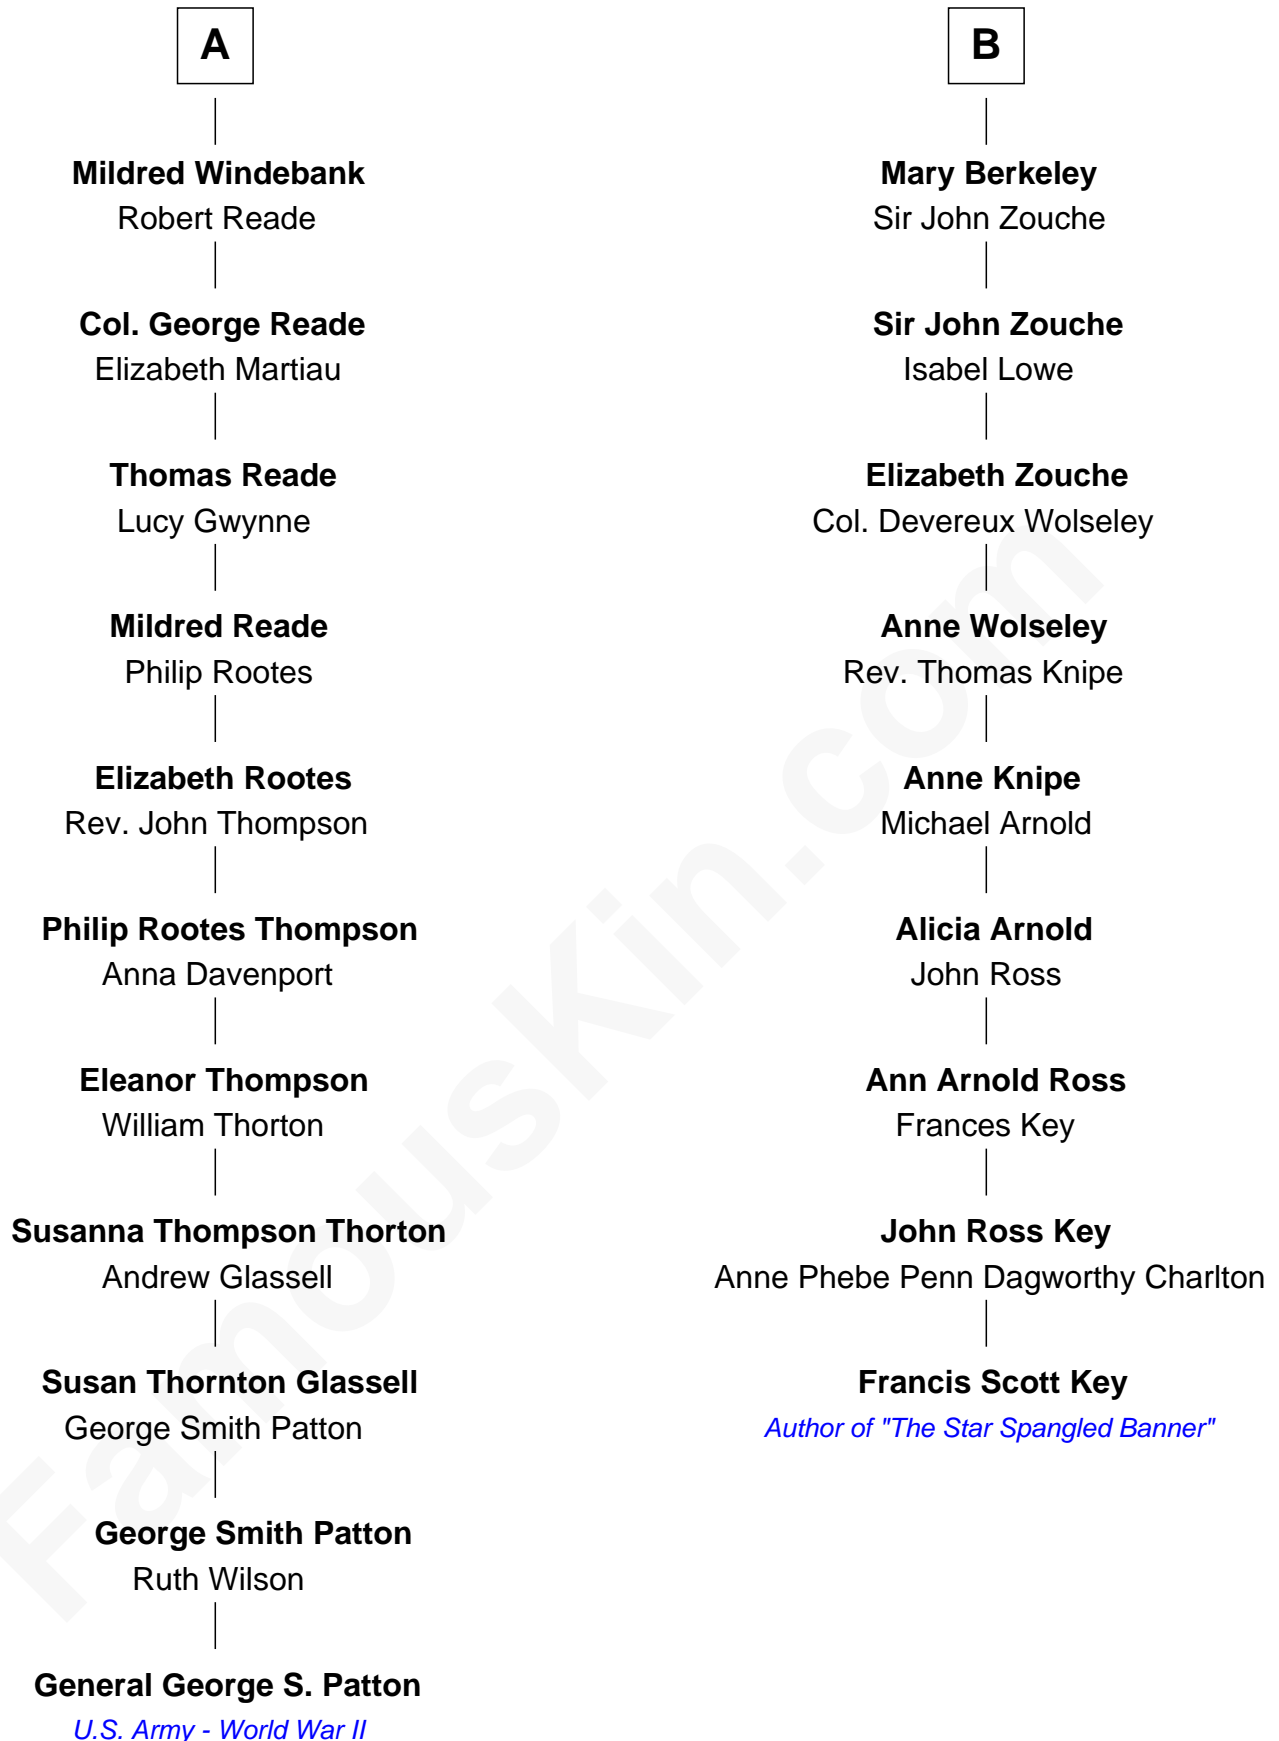 A
Mildred Windebank
Robert Reade
Col. George Reade
Elizabeth Martiau
Thomas Reade
Lucy Gwynne
Mildred Reade
Philip Rootes
Elizabeth Rootes
Rev. John Thompson
Philip Rootes Thompson
Anna Davenport
Eleanor Thompson
William Thorton
Susanna Thompson Thorton
Andrew Glassell
Susan Thornton Glassell
George Smith Patton
George Smith Patton
Ruth Wilson
General George S. Patton
U.S. Army - World War II
B
Mary Berkeley
Sir John Zouche
Sir John Zouche
Isabel Lowe
Elizabeth Zouche
Col. Devereux Wolseley
Anne Wolseley
Rev. Thomas Knipe
Anne Knipe
Michael Arnold
Alicia Arnold
John Ross
Ann Arnold Ross
Frances Key
John Ross Key
Anne Phebe Penn Dagworthy Charlton
Francis Scott Key
Author of "The Star Spangled Banner"
FamousKin.com